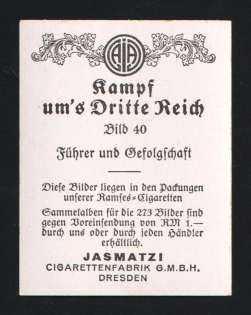 Kampf
um's Dritte Reich
Bild 40
Führer und Gefolgschaft
Diese Bilder liegen in den Packungen
unserer Ramses-Cigaretten
Sammelalben für die 273 Bilder sind
gegen Voreinsendung von RM 1.—
durch uns oder durch jeden Händler
erhältlich.
JASMATZI
CIGARETTENFABRIK G.M.B.H.
DRESDEN